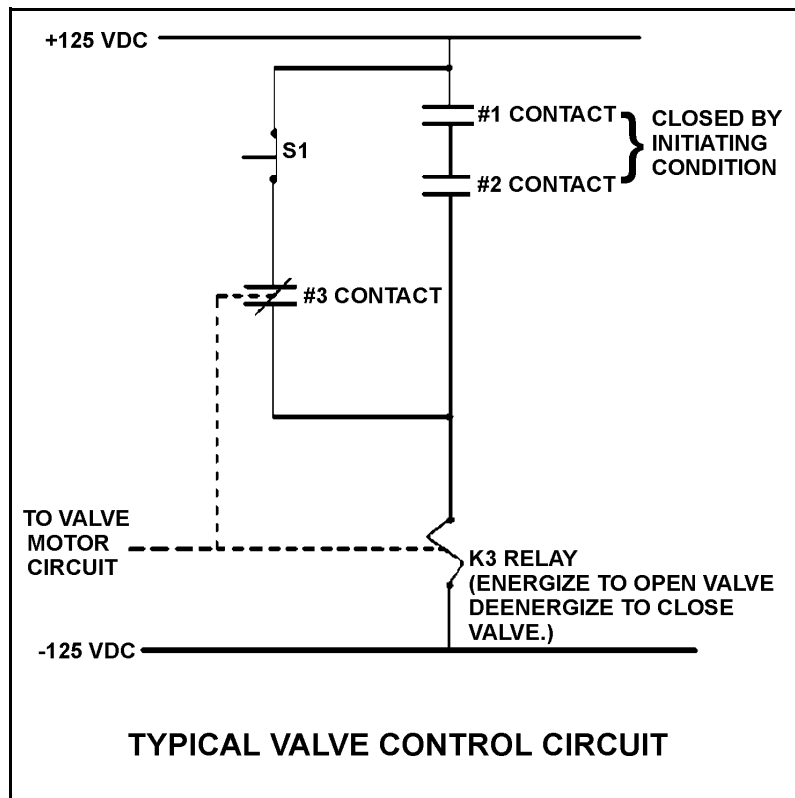 +125 VDC
#1 CONTACT
CLOSED BY
INITIATING
CONDITION
S1
#2 CONTACT
#3 CONTACT
TO VALVE
MOTOR
CIRCUIT
K3 RELAY
(ENERGIZE TO OPEN VALVE
DEENERGIZE TO CLOSE
VALVE.)
-125 VDC
TYPICAL VALVE CONTROL CIRCUIT